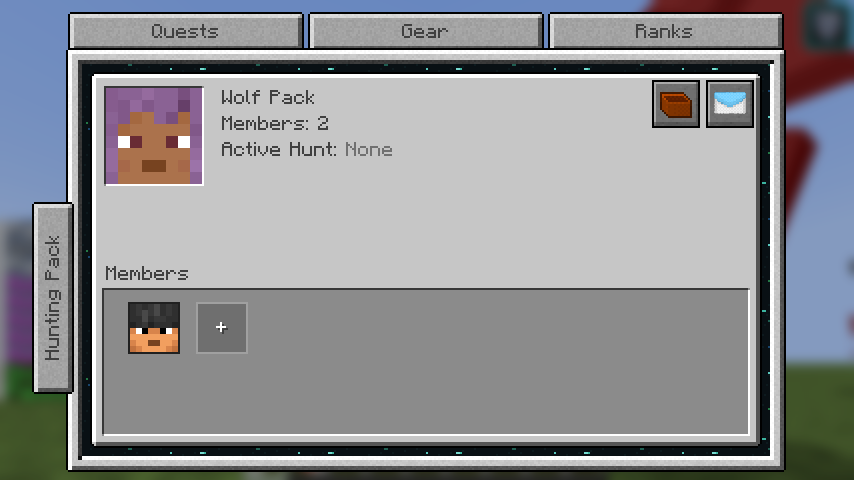 Quests
Gear
Ranks
Wolf Pack
Members: 2
Active Hunt: None
Hunting Pack
Members
+